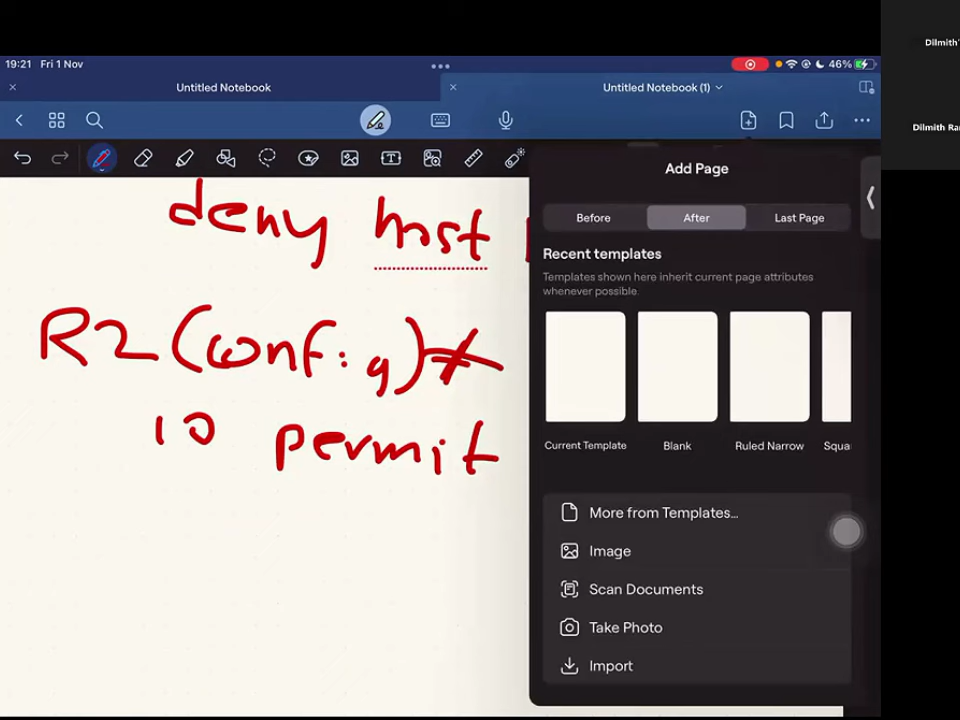 Dilmith'
19:21 Fri 1 Nov
46%
Untitled Notebook
Untitled Notebook (1)
Dilmith Ran
Add Page
Before
After
Last Page
deny host
Recent templates
Templates shown here inherit current page attributes
whenever possible.
R2(config)#
Current Template
Blank
Ruled Narrow
Squa
10 permit
More from Templates...
Image
Scan Documents
Take Photo
Import